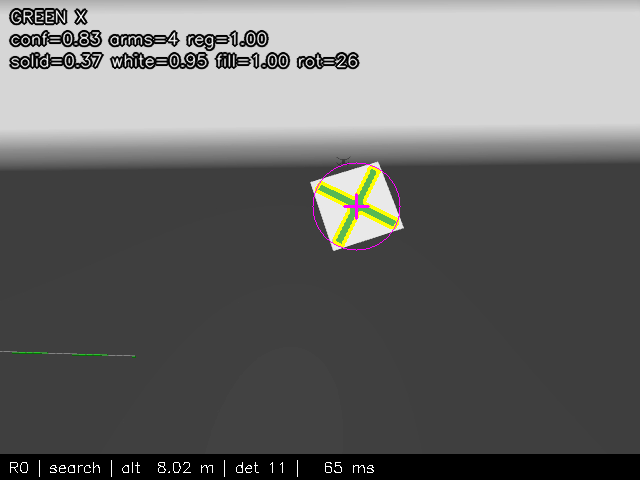 GREEN X
conf=0.83 arms=4 reg=1.00
solid=0.37 white=0.95 fill=1.00 rot=26
R0 | search | alt 8.02 m | det 11 | 65 ms